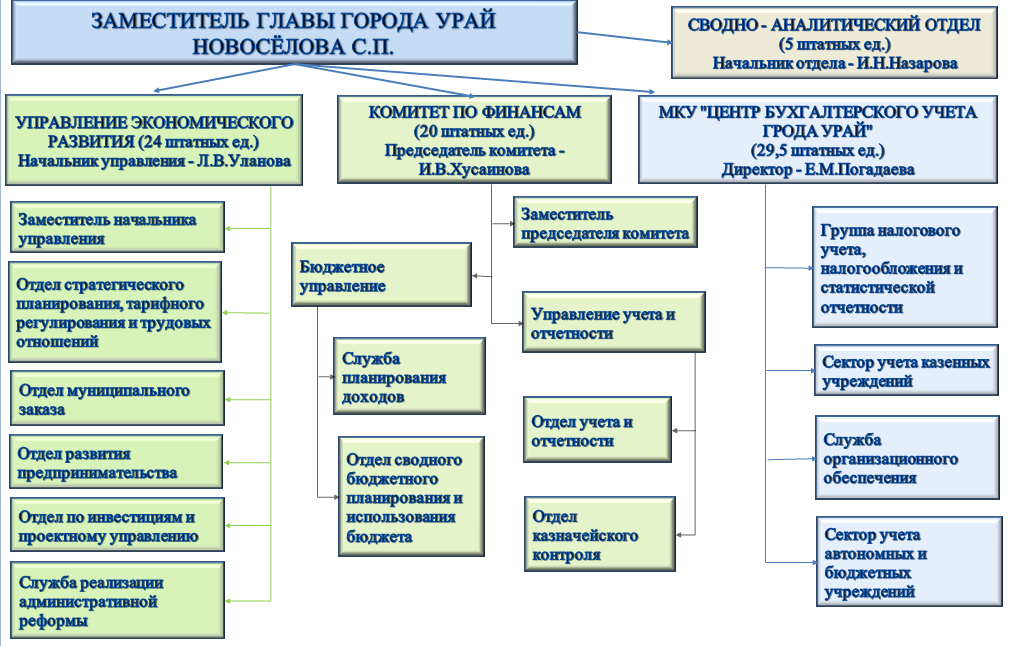 ЗАМЕСТИТЕЛЬ ГЛАВЫ ГОРОДА УРАЙ
НОВОСЁЛОВА С.П.
СВОДНО - АНАЛИТИЧЕСКИЙ ОТДЕЛ
(5 штатных ед.)
Начальник отдела - И.Н.Назарова
УПРАВЛЕНИЕ ЭКОНОМИЧЕСКОГО
РАЗВИТИЯ (24 штатных ед.)
Начальник управления - Л.В.Уланова
Заместитель начальника
управления
Отдел стратегического
планирования, тарифного
регулирования и трудовых
отношений
Отдел муниципального
заказа
Отдел развития
предпринимательства
Отдел по инвестициям и
проектному управлению
Служба реализации
административной
реформы
КОМИТЕТ ПО ФИНАНСАМ
(20 штатных ед.)
Председатель комитета -
И.В.Хусаинова
Заместитель
председателя комитета
Бюджетное
управление
Служба
планирования
доходов
Отдел сводного
бюджетного
планирования и
использования
бюджета
Управление учета и
отчетности
Отдел учета и
отчетности
Отдел
казначейского
контроля
МКУ "ЦЕНТР БУХГАЛТЕРСКОГО УЧЕТА
ГРОДА УРАЙ"
(29,5 штатных ед.)
Директор - Е.М.Погадаева
Группа налогового
учета,
налогообложения и
статистической
отчетности
Сектор учета казенных
учреждений
Служба
организационного
обеспечения
Сектор учета
автономных и
бюджетных
учреждений